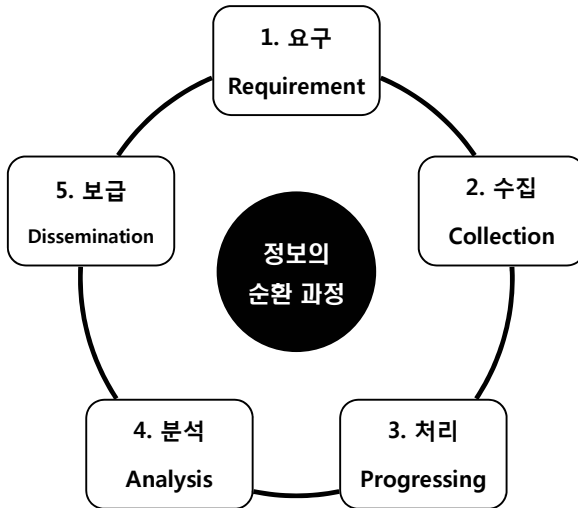 1. 요구
Requirement
2. 수집
Collection
3. 처리
Progressing
4. 분석
Analysis
5. 보급
Dissemination
정보의
순환 과정